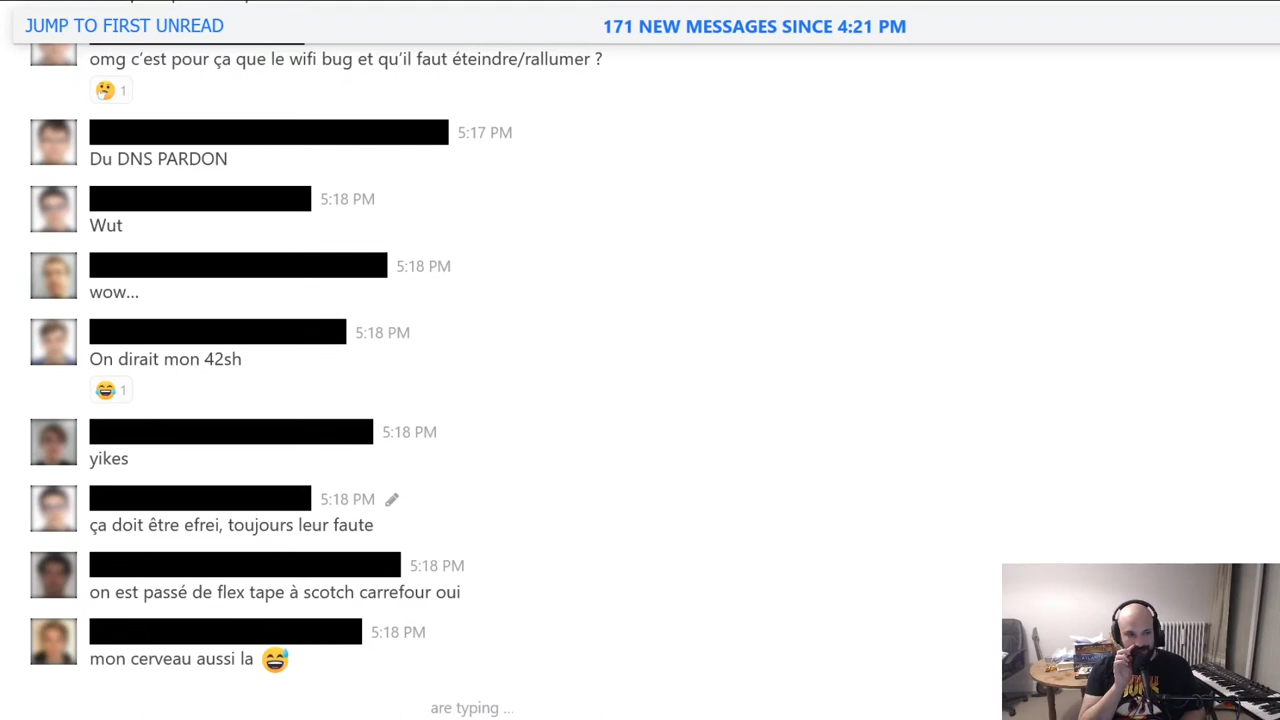 JUMP TO FIRST UNREAD
171 NEW MESSAGES SINCE 4:21 PM
omg c’est pour ça que le wifi bug et qu’il faut éteindre/rallumer ?
1
5:17 PM
Du DNS PARDON
5:18 PM
Wut
5:18 PM
wow...
5:18 PM
On dirait mon 42sh
1
5:18 PM
yikes
5:18 PM
ça doit être efrei, toujours leur faute
5:18 PM
on est passé de flex tape à scotch carrefour oui
5:18 PM
mon cerveau aussi la
are typing ...